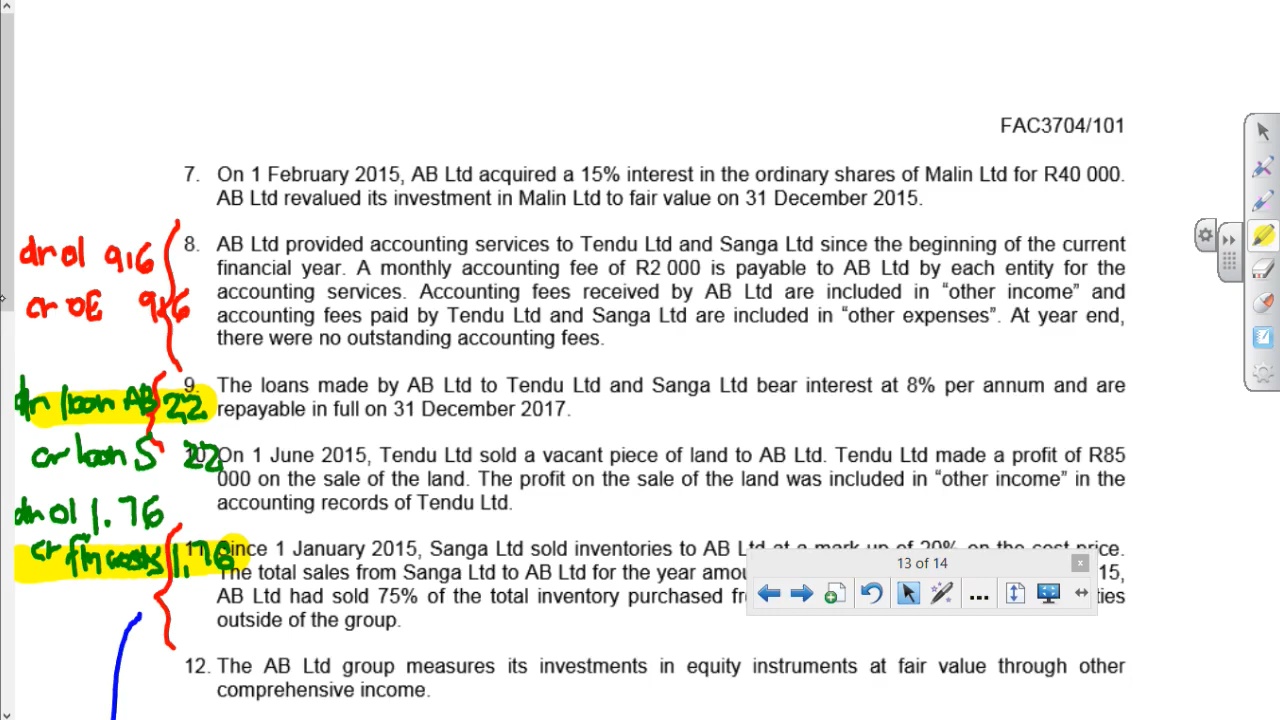 FAC3704/101
7. On 1 February 2015, AB Ltd acquired a 15% interest in the ordinary shares of Malin Ltd for R40 000.
AB Ltd revalued its investment in Malin Ltd to fair value on 31 December 2015.
8. AB Ltd provided accounting services to Tendu Ltd and Sanga Ltd since the beginning of the current
dr oI 9,6
financial year. A monthly accounting fee of R2 000 is payable to AB Ltd by each entity for the
accounting services. Accounting fees received by AB Ltd are included in “other income” and
cr OE 9,6
accounting fees paid by Tendu Ltd and Sanga Ltd are included in “other expenses”. At year end,
there were no outstanding accounting fees.
9. The loans made by AB Ltd to Tendu Ltd and Sanga Ltd bear interest at 8% per annum and are
dr loan AB 22
repayable in full on 31 December 2017.
cr loan S 22
10. On 1 June 2015, Tendu Ltd sold a vacant piece of land to AB Ltd. Tendu Ltd made a profit of R85
000 on the sale of the land. The profit on the sale of the land was included in “other income” in the
accounting records of Tendu Ltd.
dr oI 1.76
11. Since 1 January 2015, Sanga Ltd sold inventories to AB Ltd at a mark up of 20% on the cost price.
cr fin costs 1.76
The total sales from Sanga Ltd to AB Ltd for the year 15,
13 of 14
AB Ltd had sold 75% of the total inventory purchased
outside of the group.
12. The AB Ltd group measures its investments in equity instruments at fair value through other
comprehensive income.